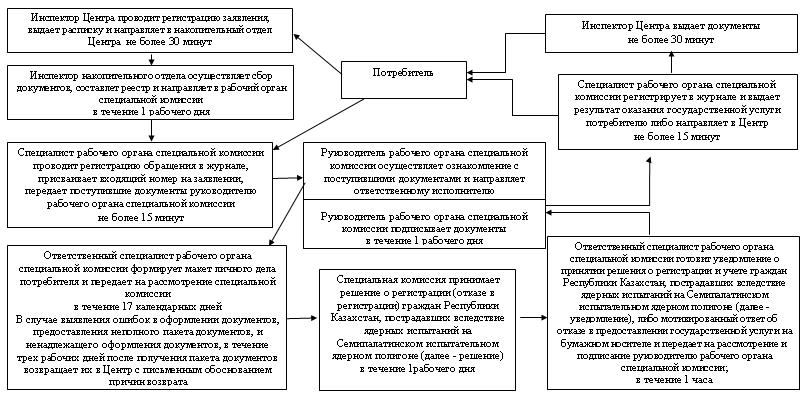 Инспектор Центра проводит регистрацию заявления,
выдает расписку и направляет в накопительный отдел
Центра не более 30 минут
Инспектор накопительного отдела осуществляет сбор
документов, составлет реестр и направляет в рабочий орган
специальной комиссии
в течение 1 рабочего дня
Специалист рабочего органа специальной комиссии
проводит регистрацию обращения в журнале,
присваивает входящий номер на заявлении,
передает поступившие документы руководителю
рабочего органа специальной комиссии
не более 15 минут
Потребитель
Инспектор Центра выдает документы
не более 30 минут
Специалист рабочего органа специальной
комиссии регистрирует в журнале и выдает
результат оказания государственной услуги
потребителю либо направляет в Центр
не более 15 минут
Руководитель рабочего органа специальной
комиссии осуществляет ознакомление с
поступившими документами и направляет
ответственному исполнителю
Руководитель рабочего органа специальной
комиссии подписывает документы
в течение 1 рабочего дня
Ответственный специалист рабочего органа
специальной комиссии формирует макет личного дела
потребителя и передает на рассмотрение специальной
комиссии
в течение 17 календарных дней
В случае выявления ошибок в оформлении документов,
предоставления неполного пакета документов, и
ненадлежащего оформления документов, в течение
трех рабочих дней после получения пакета документов
возвращает их в Центр с письменным обоснованием
причин возврата
Специальная комиссия принимает
решение о регистрации (отказе в
регистрации) граждан Республики
Казахстан, пострадавших вследствие
ядерных испытаний на
Семипалатинском испытательном
ядерном полигоне (далее - решение)
в течение 1рабочего дня
Ответственный специалист рабочего органа
специальной комиссии готовит уведомление о
принятии решения о регистрации и учете граждан
Республики Казахстан, пострадавших вследствие
ядерных испытаний на Семипалатинском
испытательном ядерном полигоне (далее -
уведомление), либо мотивированный ответ об
отказе в предоставлении государственной услуги на
бумажном носителе и передает на рассмотрение и
подписание руководителю рабочего органа
специальной комиссии;
в течение 1 часа